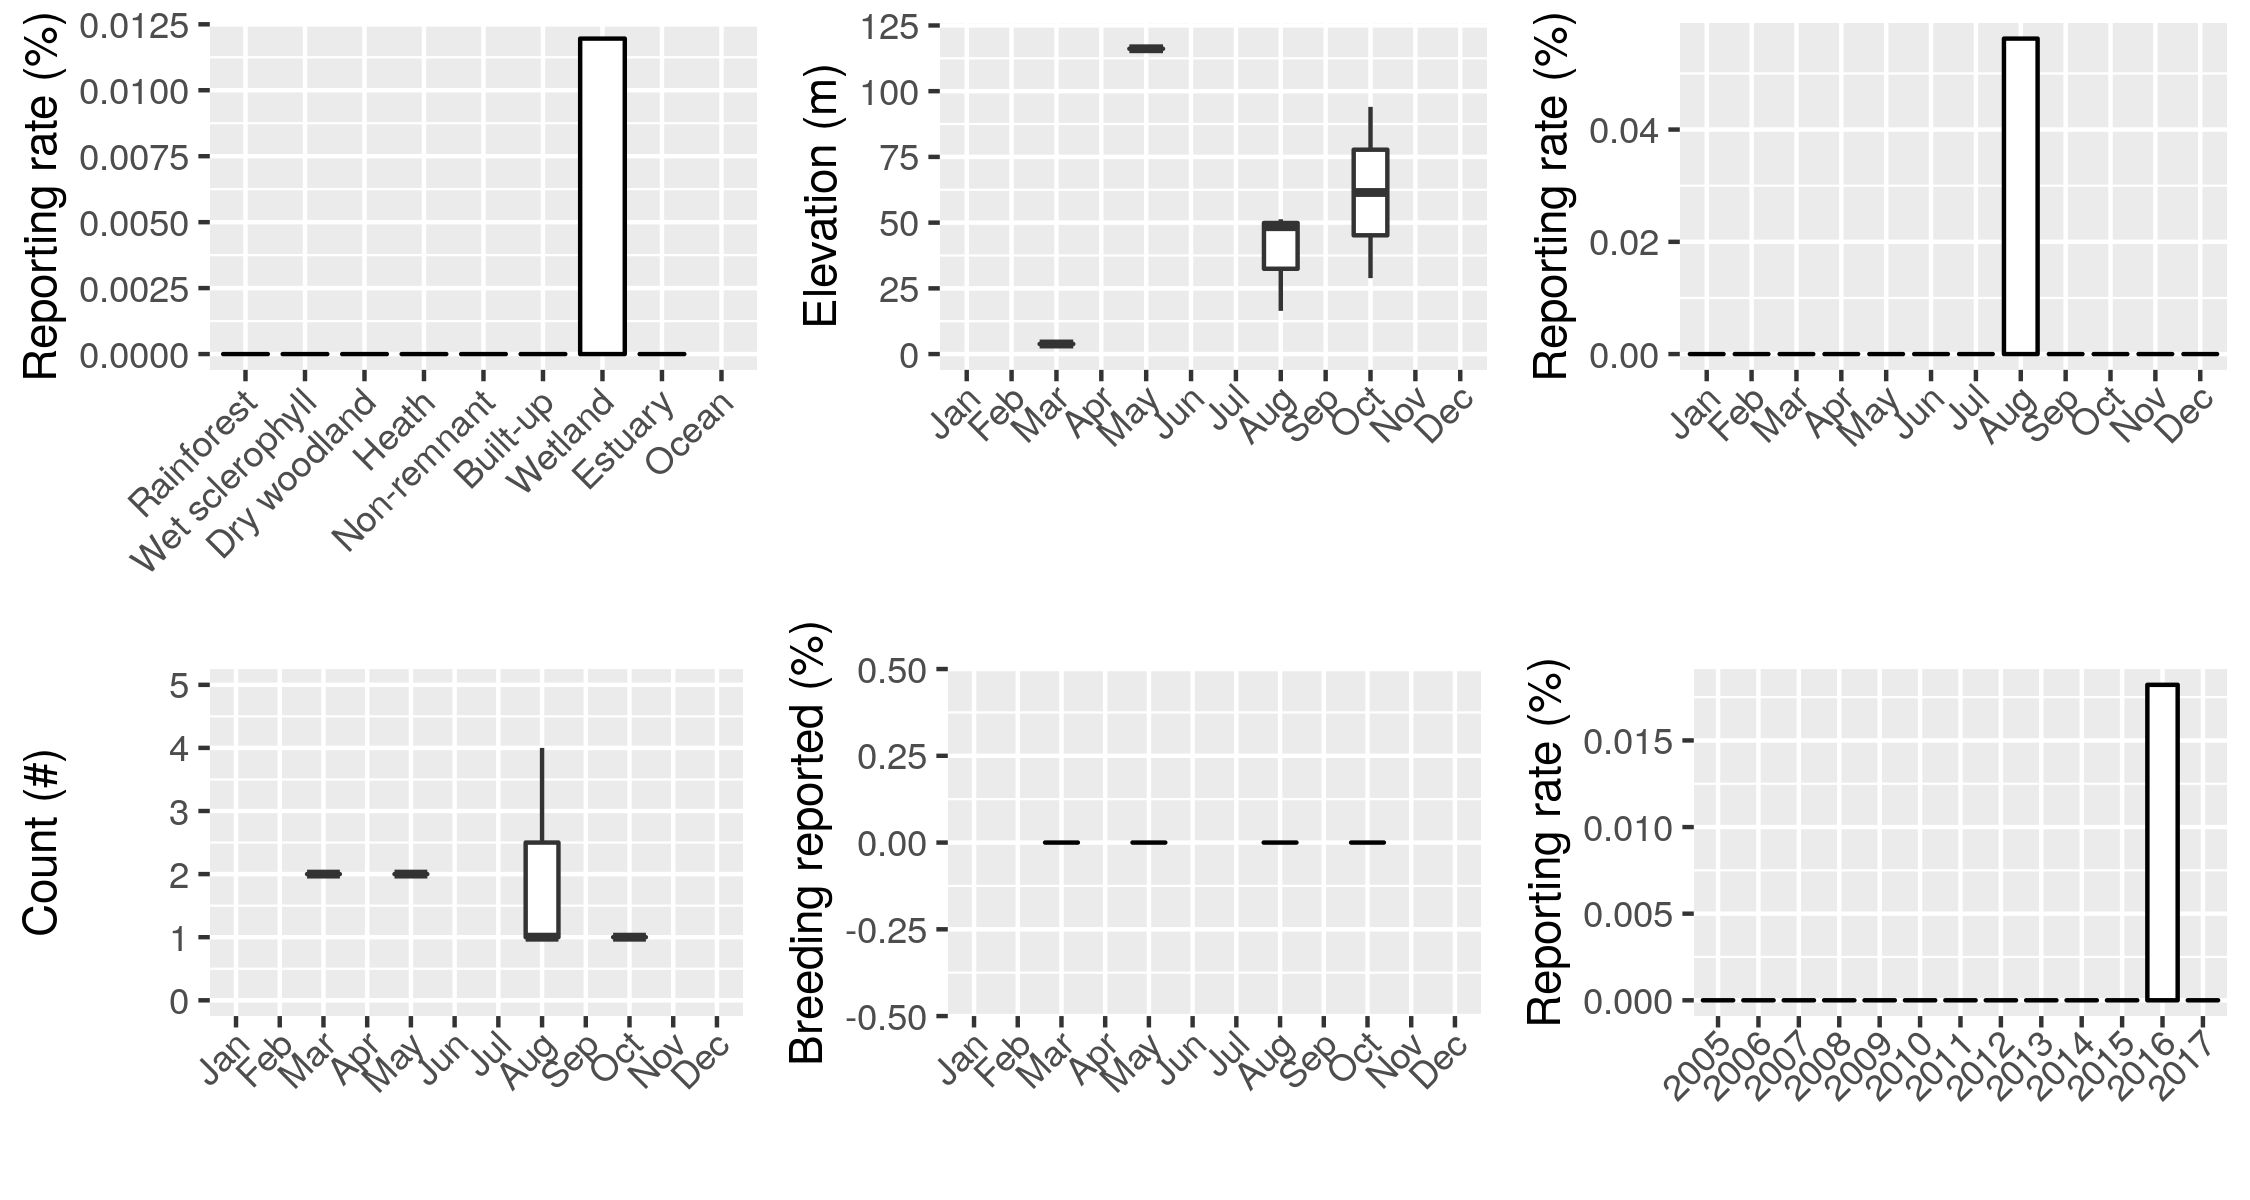 Reporting rate (%)
0.0125
0.0100
0.0075
0.0050
0.0025
0.0000
Rainforest
Wet sclerophyll
Dry woodland
Heath
Non-remnant
Built-up
Wetland
Estuary
Ocean
Elevation (m)
125
100
75
50
25
0
Jan
Feb
Mar
Apr
May
Jun
Jul
Aug
Sep
Oct
Nov
Dec
Reporting rate (%)
0.04
0.02
0.00
Jan
Feb
Mar
Apr
May
Jun
Jul
Aug
Sep
Oct
Nov
Dec
Count (#)
5
4
3
2
1
0
Jan
Feb
Mar
Apr
May
Jun
Jul
Aug
Sep
Oct
Nov
Dec
Breeding reported (%)
0.50
0.25
0.00
-0.25
-0.50
Jan
Feb
Mar
Apr
May
Jun
Jul
Aug
Sep
Oct
Nov
Dec
Reporting rate (%)
0.015
0.010
0.005
0.000
2005
2006
2007
2008
2009
2010
2011
2012
2013
2014
2015
2016
2017